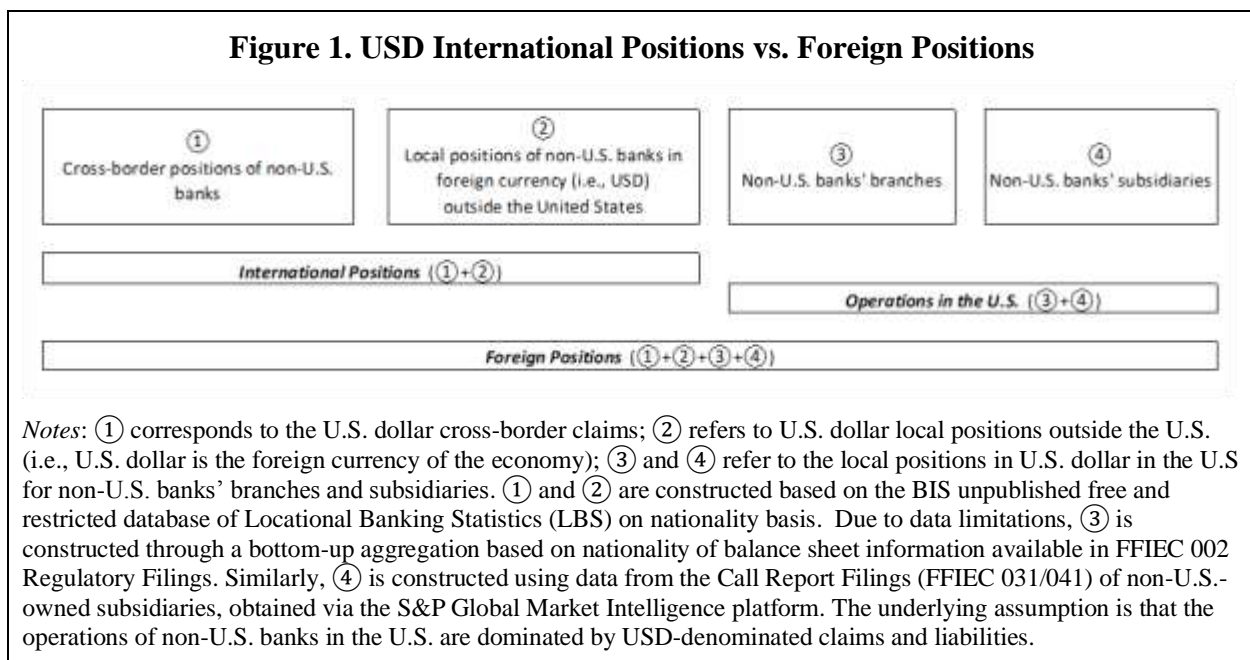 Figure 1. USD International Positions vs. Foreign Positions
①
Cross-border positions of non-U.S.
banks
②
Local positions of non-U.S. banks in
foreign currency (i.e., USD)
outside the United States
③
Non-U.S. banks' branches
④
Non-U.S. banks' subsidiaries
International Positions (①+②)
Operations in the U.S. (③+④)
Foreign Positions (①+②+③+④)
Notes: ① corresponds to the U.S. dollar cross-border claims; ② refers to U.S. dollar local positions outside the U.S.
(i.e., U.S. dollar is the foreign currency of the economy); ③ and ④ refer to the local positions in U.S. dollar in the U.S
for non-U.S. banks' branches and subsidiaries. ① and ② are constructed based on the BIS unpublished free and
restricted database of Locational Banking Statistics (LBS) on nationality basis. Due to data limitations, ③ is
constructed through a bottom-up aggregation based on nationality of balance sheet information available in FFIEC 002
Regulatory Filings. Similarly, ④ is constructed using data from the Call Report Filings (FFIEC 031/041) of non-U.S.-
owned subsidiaries, obtained via the S&P Global Market Intelligence platform. The underlying assumption is that the
operations of non-U.S. banks in the U.S. are dominated by USD-denominated claims and liabilities.